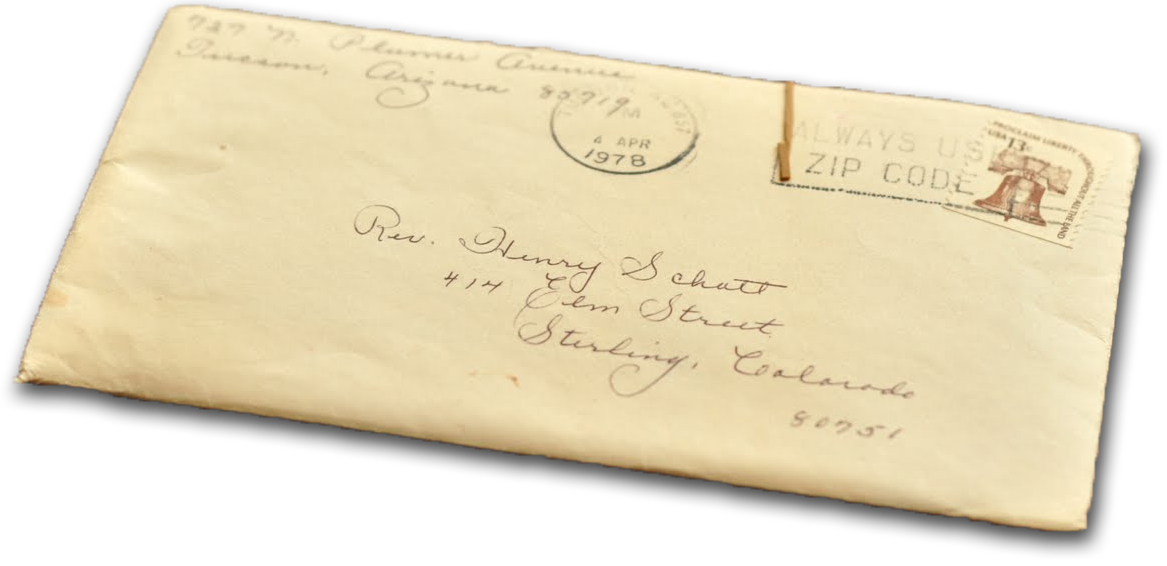 727 N. Plumer Avenue
Tucson, Arizona 85719
PM
4 APR
1978
ALWAYS USE
ZIP CODE
PROCLAIM LIBERTY THROUGHOUT ALL THE LAND
USA 13c
Rev. Henry Schatt
414 Elm Street
Sterling, Colorado
80751